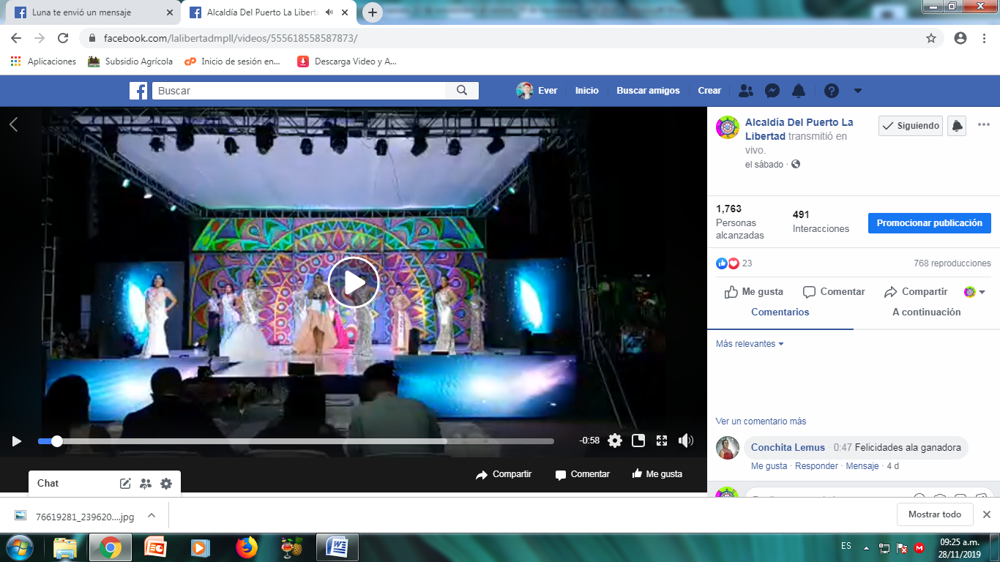 Luna te envió un mensaje
Alcaldía Del Puerto La Liberta
facebook.com/lalibertadmpll/videos/555618558587873/
Aplicaciones
Subsidio Agrícola
Inicio de sesión en...
Descarga Video y A...
Buscar
Ever
Inicio
Buscar amigos
Crear
Alcaldía Del Puerto La
Libertad transmitió en
vivo.
el sábado ·
Siguiendo
1,763
Personas
alcanzadas
491
Interacciones
Promocionar publicación
23
768 reproducciones
Me gusta
Comentar
Compartir
Comentarios
A continuación
Más relevantes
Ver un comentario más
Conchita Lemus · 0:47 Felicidades ala ganadora
Me gusta · Responder · Mensaje · 4 d
-0:58
Compartir
Comentar
Me gusta
Chat
76619281_239620....jpg
Mostrar todo
ES
09:25 a.m.
28/11/2019